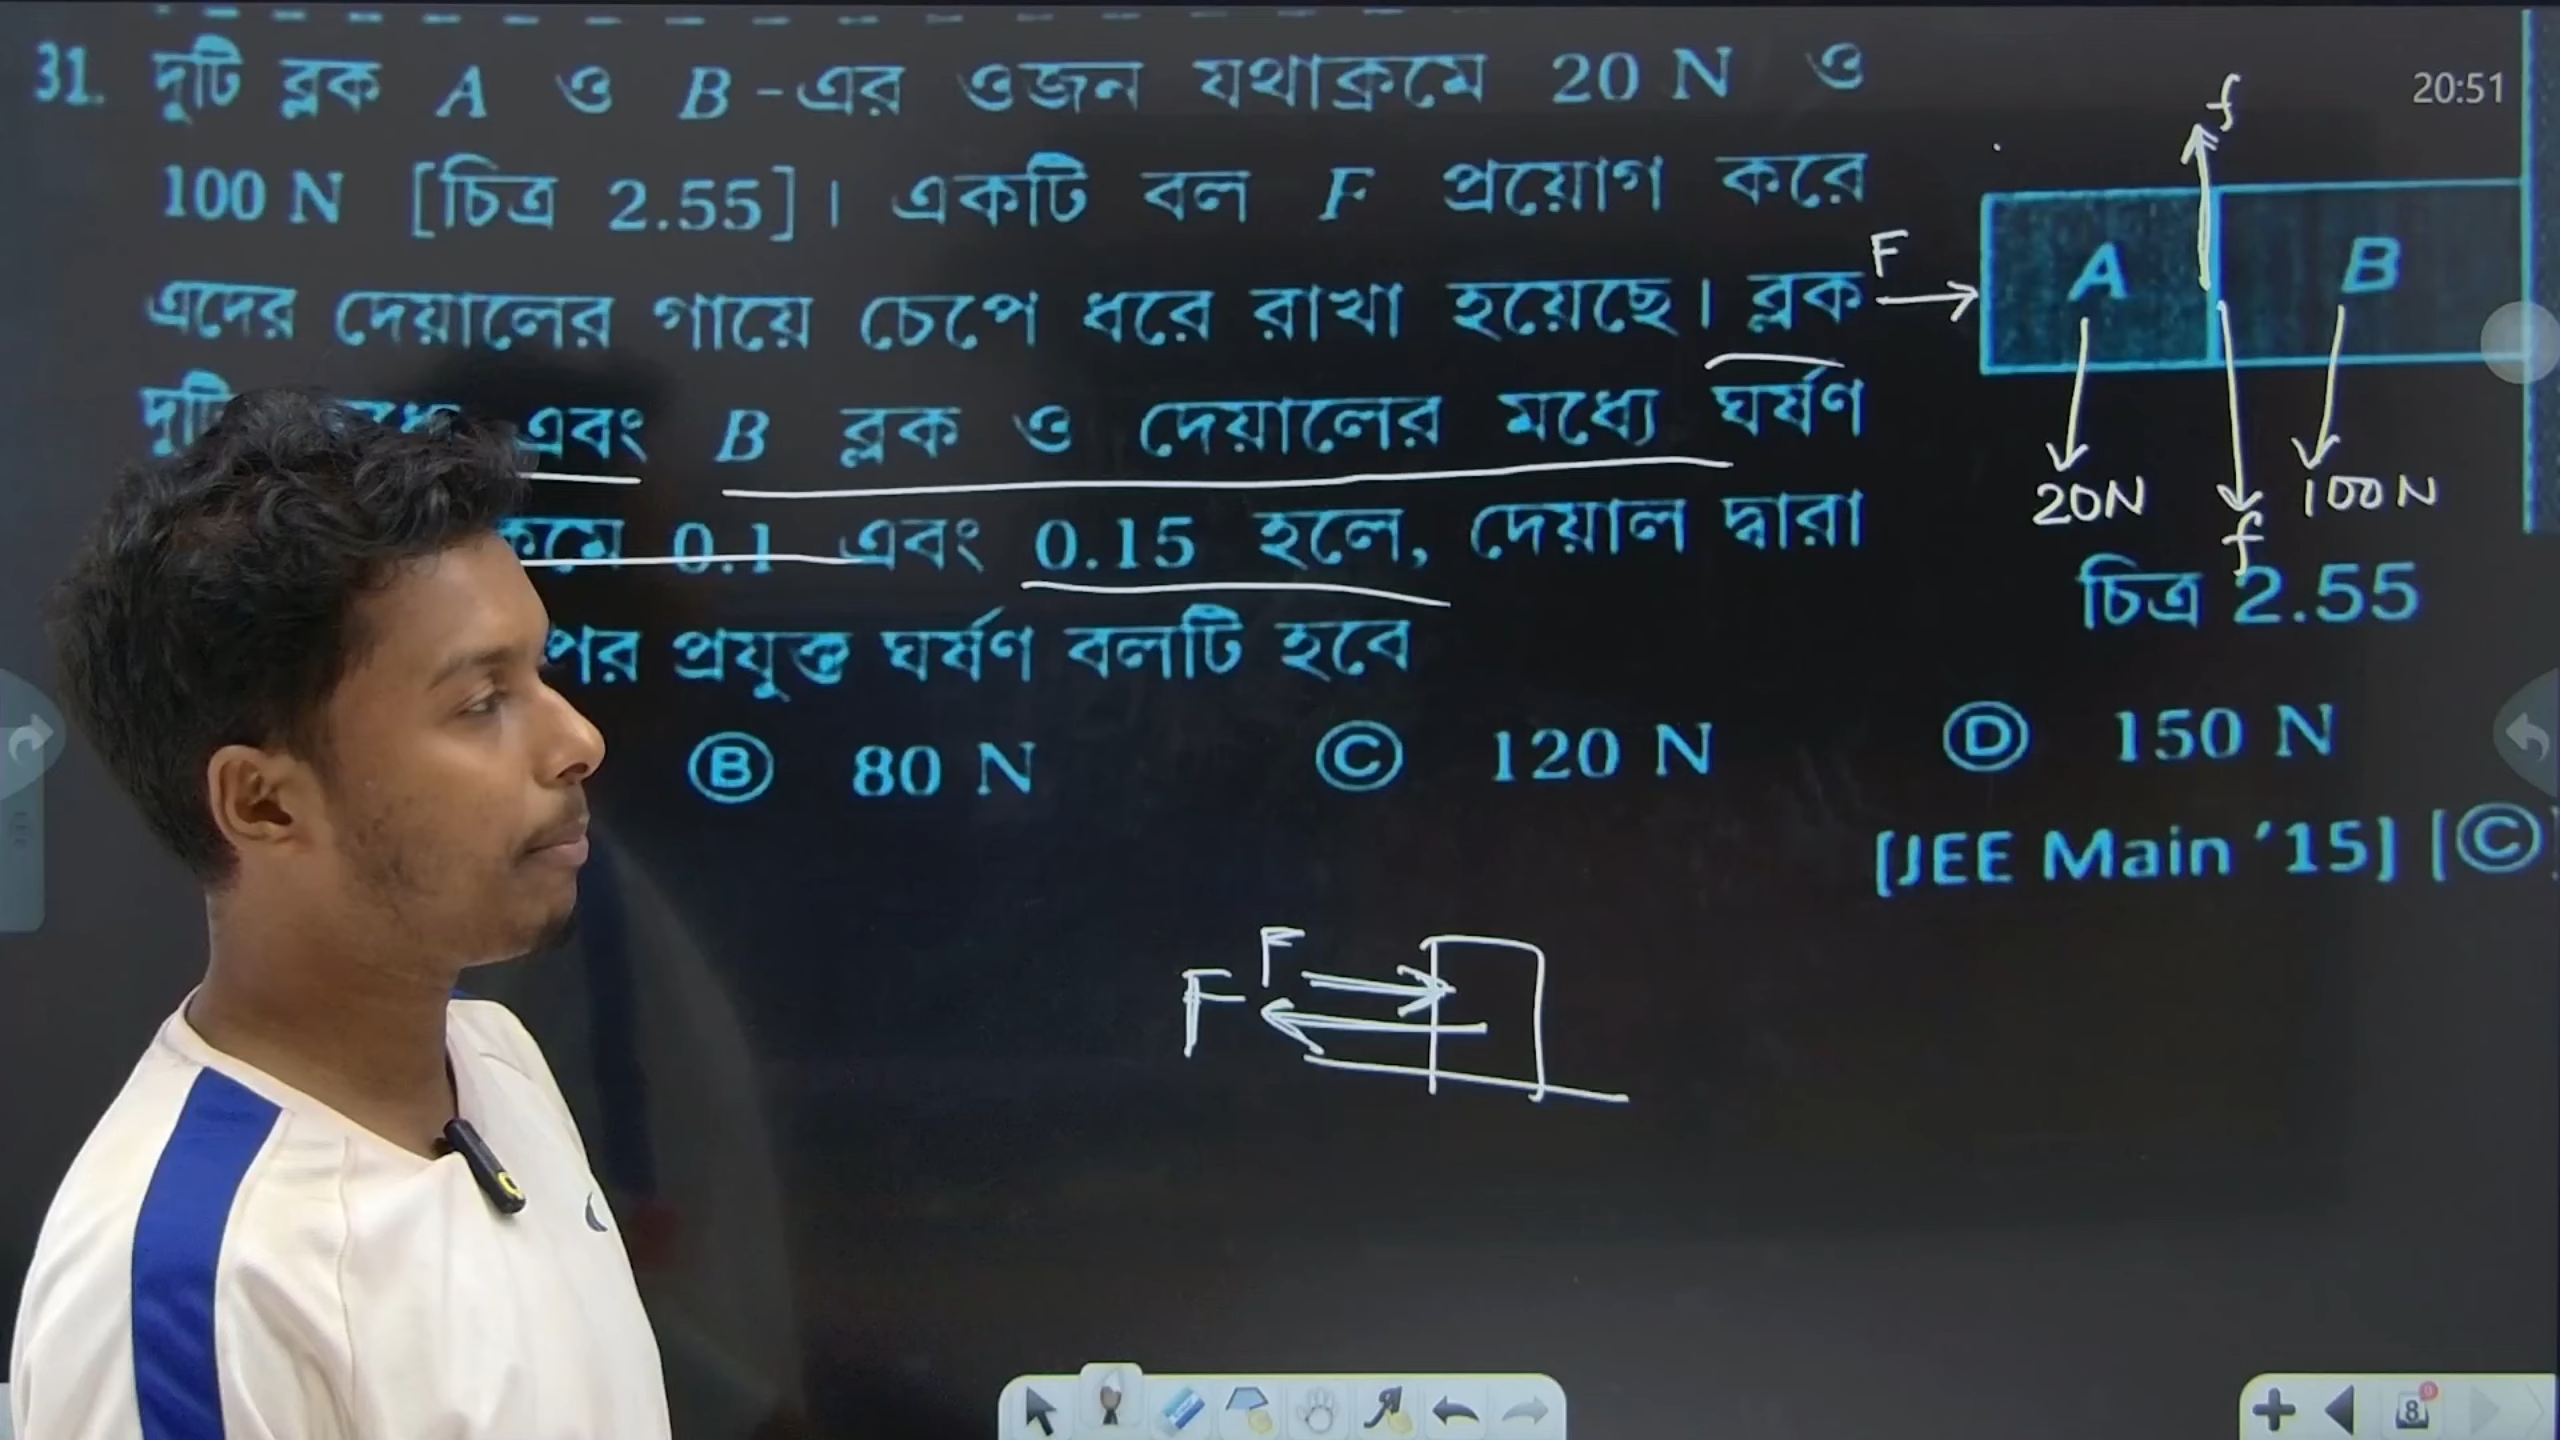 31. দুটি ব্লক A ও B-এর ওজন যথাক্রমে 20 N ও
100 N [চিত্র 2.55]। একটি বল F প্রয়োগ করে
এদের দেয়ালের গায়ে চেপে ধরে রাখা হয়েছে। ব্লক
এবং B ব্লক ও দেয়ালের মধ্যে ঘর্ষণ
0.1 এবং 0.15 হলে, দেয়াল দ্বারা
প্রযুক্ত ঘর্ষণ বলটি হবে
Ⓑ 80 N Ⓒ 120 N Ⓓ 150 N
[JEE Main '15] [Ⓒ]
20:51
f
F
A B
20N f 100N
চিত্র 2.55
F
F
8